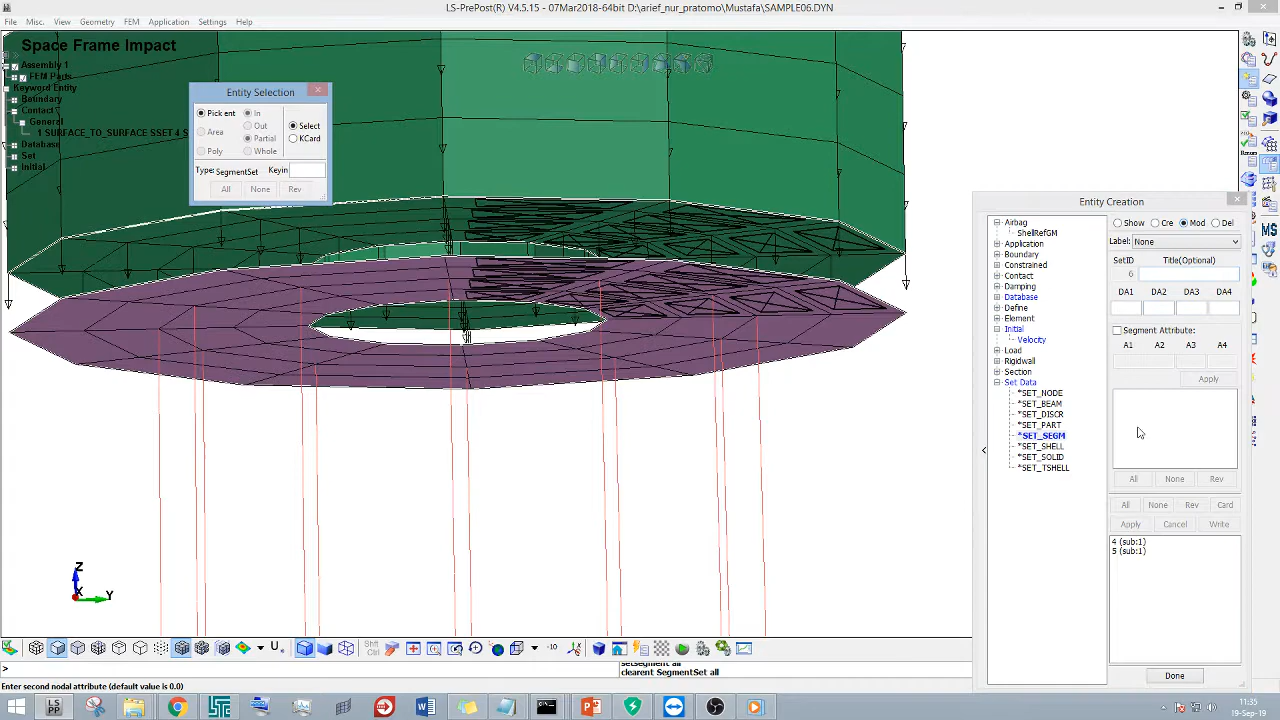 LS-PrePost(R) V4.5.15 - 07Mar2018-64bit D:\arief_nur_pratomo\Mustafa\SAMPLE06.DYN
File Misc. View Geometry FEM Application Settings Help
Space Frame Impact
Assembly 1
FEM Parts
Keyword Entity
Boundary
Contact
General
1 SURFACE_TO_SURFACE SSET 4 S
Database
Set
Initial
Entity Selection
Pick ent In
Out Select
Area Partial KCard
Poly Whole
Type: SegmentSet Keyin
All None Rev
Entity Creation
Airbag
ShellRefGM
Application
Boundary
Constrained
Contact
Damping
Database
Define
Element
Initial
Velocity
Load
Rigidwall
Section
Set Data
*SET_NODE
*SET_BEAM
*SET_DISCR
*SET_PART
*SET_SEGM
*SET_SHELL
*SET_SOLID
*SET_TSHELL
Show Cre Mod Del
Label: None
SetID Title(Optional)
6
DA1 DA2 DA3 DA4
Segment Attribute:
A1 A2 A3 A4
Apply
All None Rev
All None Rev Card
Apply Cancel Write
4 (sub:1)
5 (sub:1)
Done
MS
Z
X
Y
Shft
Ctrl
-10
>
setsegment all
clearent SegmentSet all
Enter second nodal attribute (default value is 0.0)
LS
PP
11:35
19-Sep-19